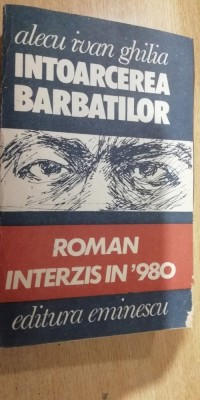 alecu ivan ghilia
INTOARCEREA
BARBATILOR
ROMAN
INTERZIS IN '980
editura eminescu